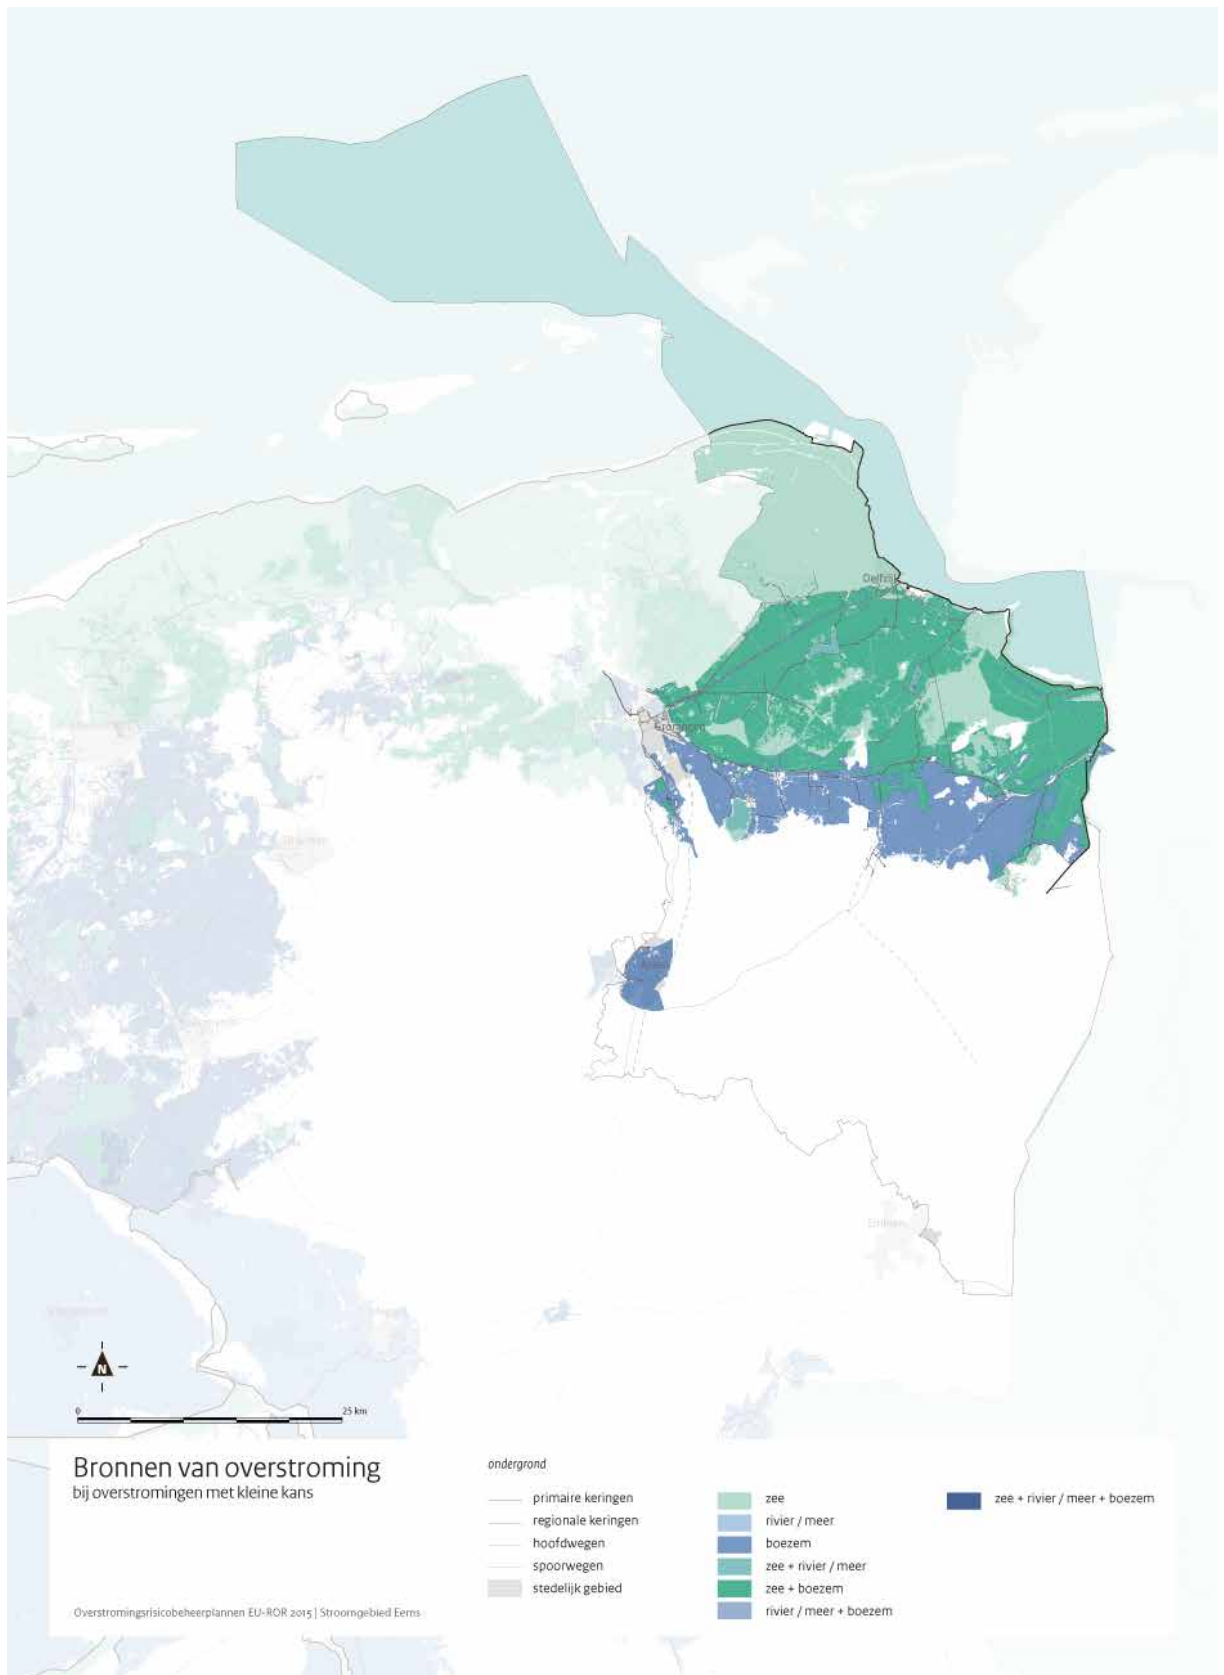 Delfzijl
Groningen
Emmen
N
0
25 km
Bronnen van overstroming
bij overstromingen met kleine kans
Overstromingsrisicobeheerplannen EU-ROR 2015 | Stroomgebied Eems
ondergrond
primaire keringen
regionale keringen
hoofdwegen
spoorwegen
stedelijk gebied
zee
rivier / meer
boezem
zee + rivier / meer
zee + boezem
rivier / meer + boezem
zee + rivier / meer + boezem